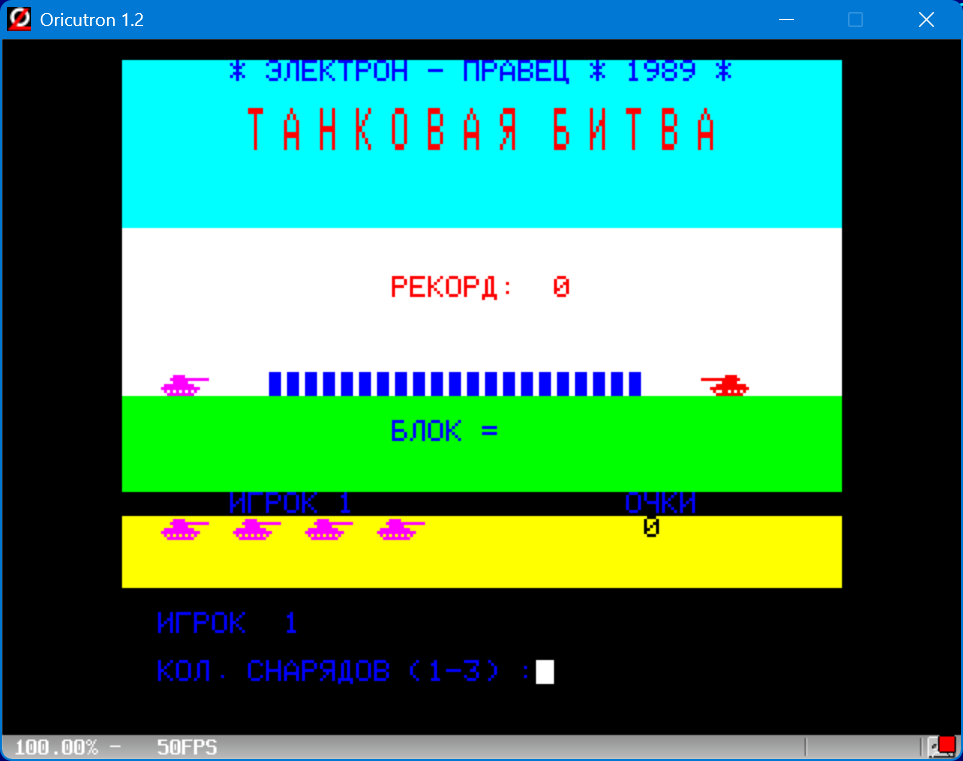 Oricutron 1.2
* ЭЛЕКТРОН - ПРАВЕЦ * 1989 *
ТАНКОВАЯ БИТВА
РЕКОРД: 0
БЛОК =
ИГРОК 1 ОЧКИ
0
ИГРОК 1
КОЛ. СНАРЯДОВ (1-3) :
100.00% - 50FPS